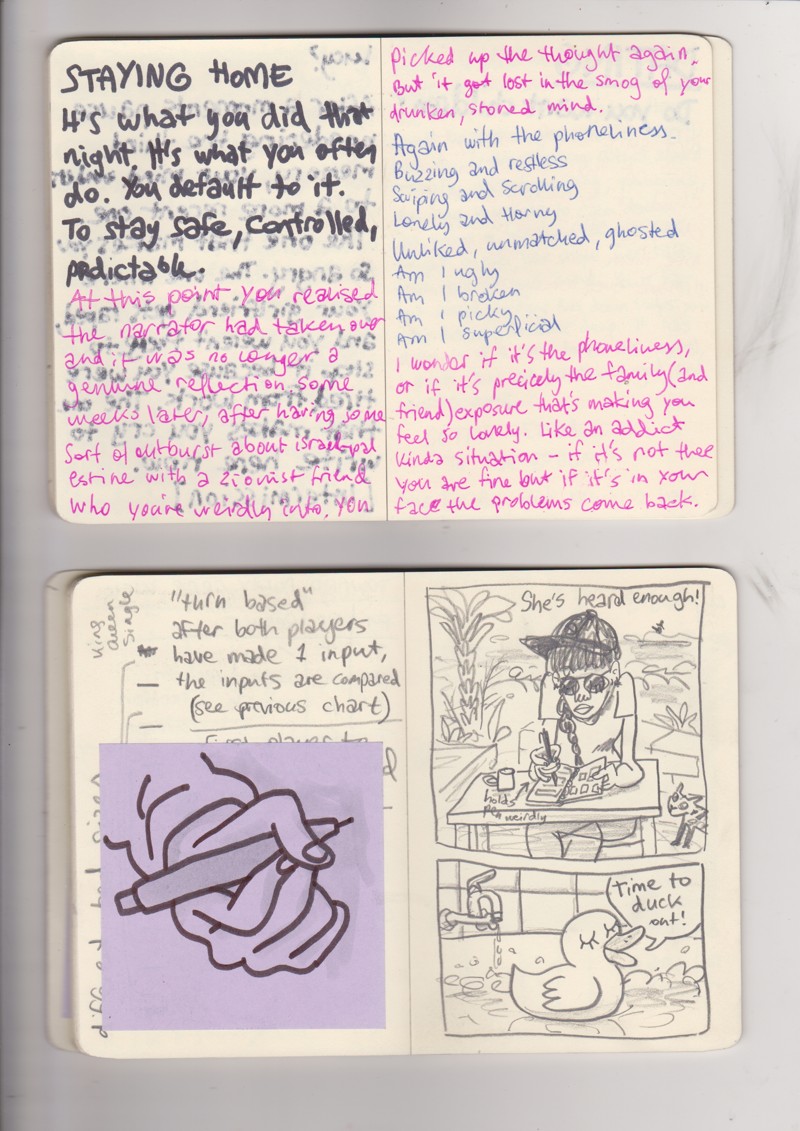 STAYING HOME
It's what you did that
night. It's what you often
do. You default to it.
To stay safe, controlled,
prdictable.
At this point you realised
the narrator had taken over
and it was no longer a
genuine reflection. Some
weeks later, after having some
sort of outburst about israel-pal
estine with a zionist friend
who you're weirdly into, you
picked up the thought again.
But it got lost in the smog of your
drunken, stoned mind.
Again with the phoneliness.
Buzzing and restless
Swiping and scrolling
Lonely and Horny
Unliked, unmatched, ghosted
Am I ugly
Am I broken
Am I picky
Am I superficial
I wonder if it's the phoneliness,
or if it's precicely the family (and
friend) exposure that's making you
feel so lonely. Like an addict
kinda situation – if it's not there
you are fine but if it's in your
face the problems come back.
King
Queen
Single
"turn based"
after both players
have made 1 input,
the inputs are compared
(see previous chart)
First player to
different bed sizes
She's heard enough!
holds
pen weirdly
Time to
duck
out!